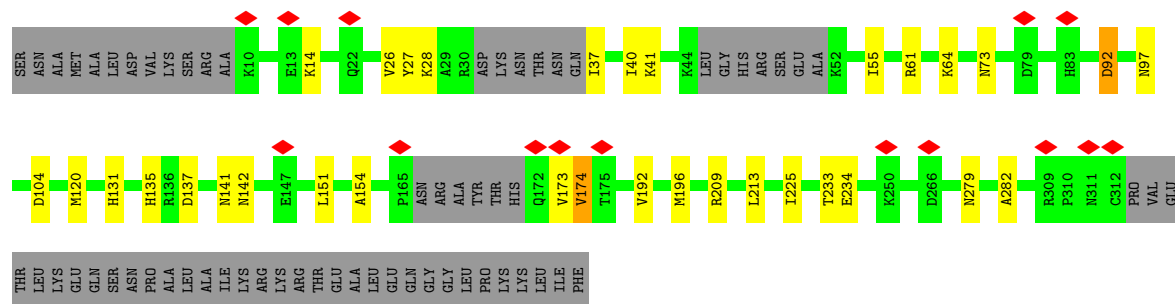 SER ASN ALA MET ALA LEU ASP VAL LYS SER ARG ALA K10 E13 K14 Q22 V26 Y27 K28 A29 R30 ASP LYS ASN THR ASN GLN I37 I40 K41 K44 LEU GLY HIS ARG SER GLU ALA K52 I55 R61 K64 N73 D79 H83 D92 N97
D104 M120 H131 H135 R136 D137 N141 N142 E147 L151 A154 P165 ASN ARG ALA TYR THR HIS Q172 V173 V174 T175 V192 M196 R209 L213 I225 T233 E234 K250 D266 N279 A282 R309 P310 N311 C312 PRO VAL GLU
THR LEU LYS GLU GLN SER ASN PRO ALA LEU ALA ILE LYS ARG LYS ARG THR GLU ALA LEU GLU GLN GLY GLY LEU PRO LYS LYS LEU ILE PHE